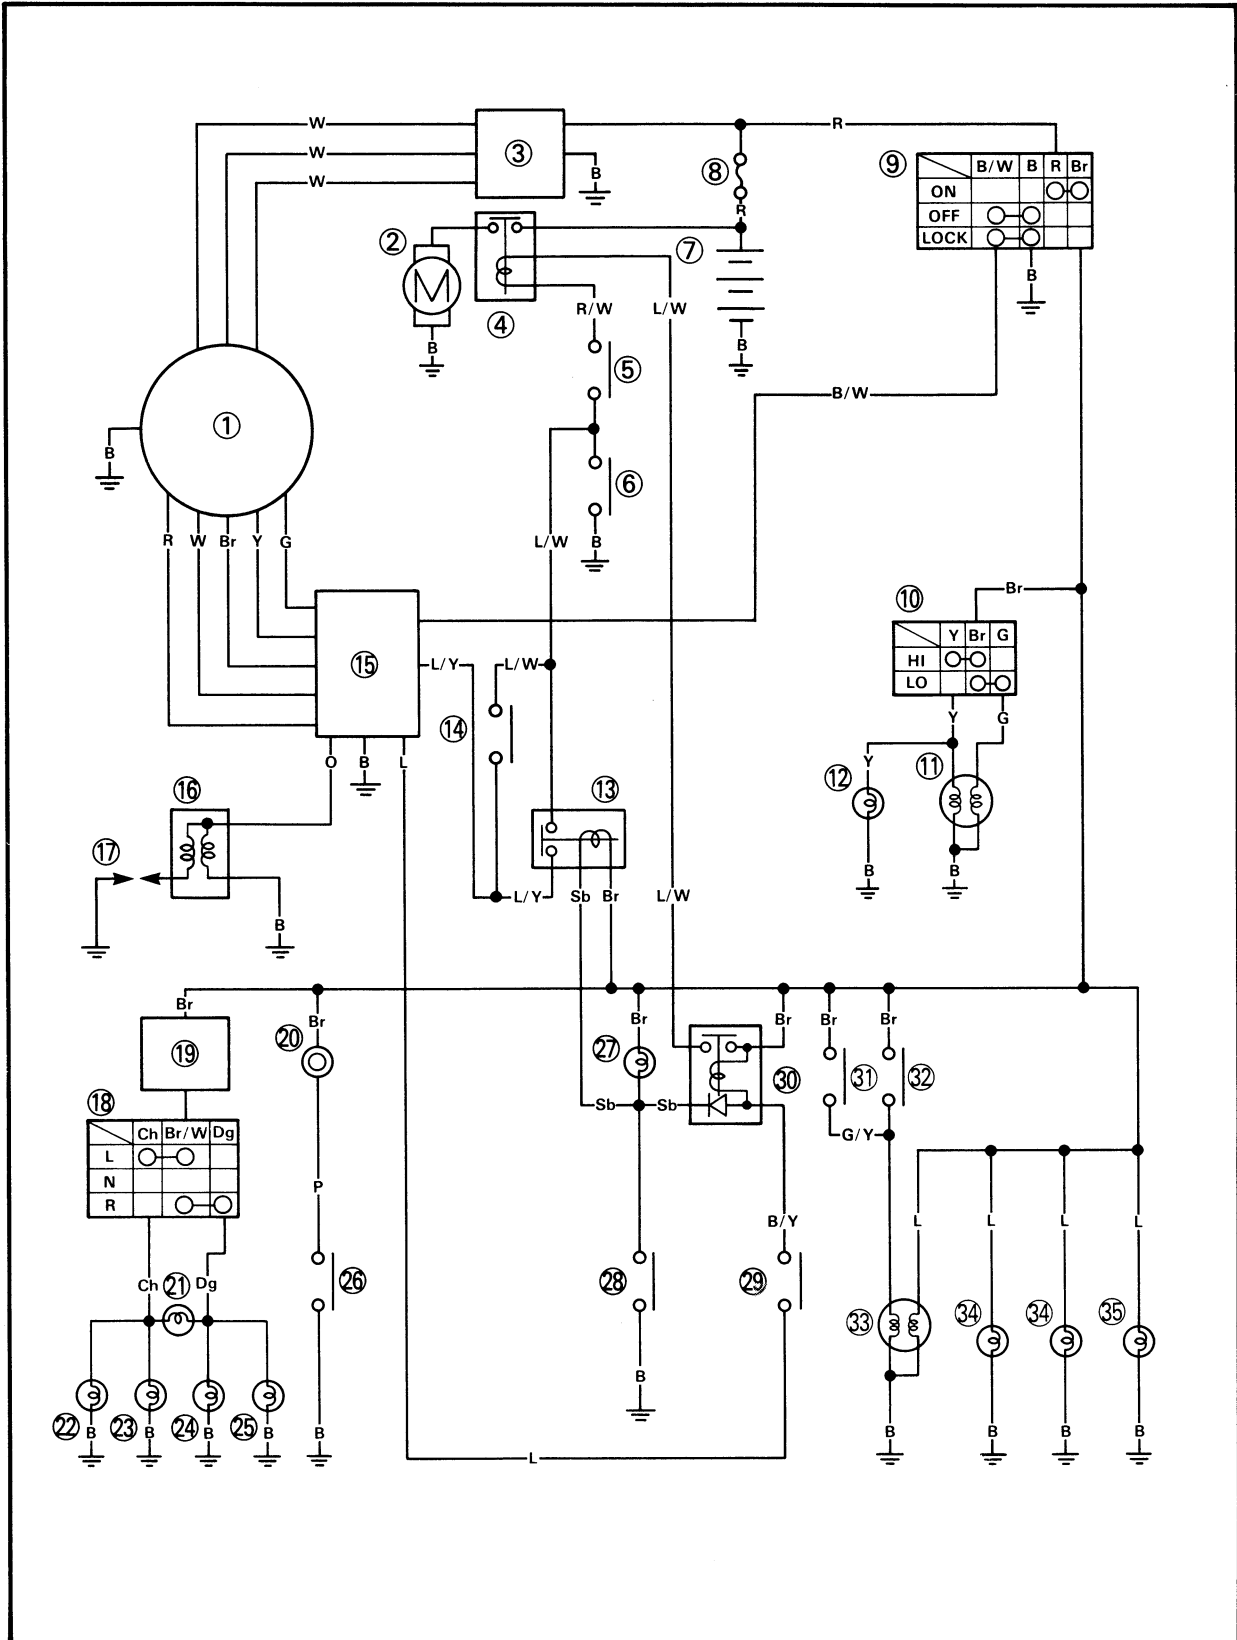 W
W
③
R
W
B
⑧
⑨
B/W B R Br
ON
R
OFF
②
⑦
LOCK
B
R/W
L/W
④
B
B
⑤
B/W
①
B
⑥
R W Br Y G
L/W
B
Br
⑩
Y Br G
⑮
L/Y
L/W
HI
LO
⑭
Y
G
O B L
Y
⑫
⑪
⑯
⑬
⑰
B
B
L/Y
Sb
Br
L/W
B
Br
Br
Br
Br
Br
Br
⑳
⑲
㉗
㉚
㉛
㉜
⑱
Sb
Sb
Ch Br/W Dg
G/Y
L
N
R
P
B/Y
L
L
L
L
Ch
㉑
Dg
㉖
㉘
㉙
㉝
㉞
㉞
㉟
B
㉒
B
㉓
B
㉔
B
㉕
B
B
B
B
B
B
L
M